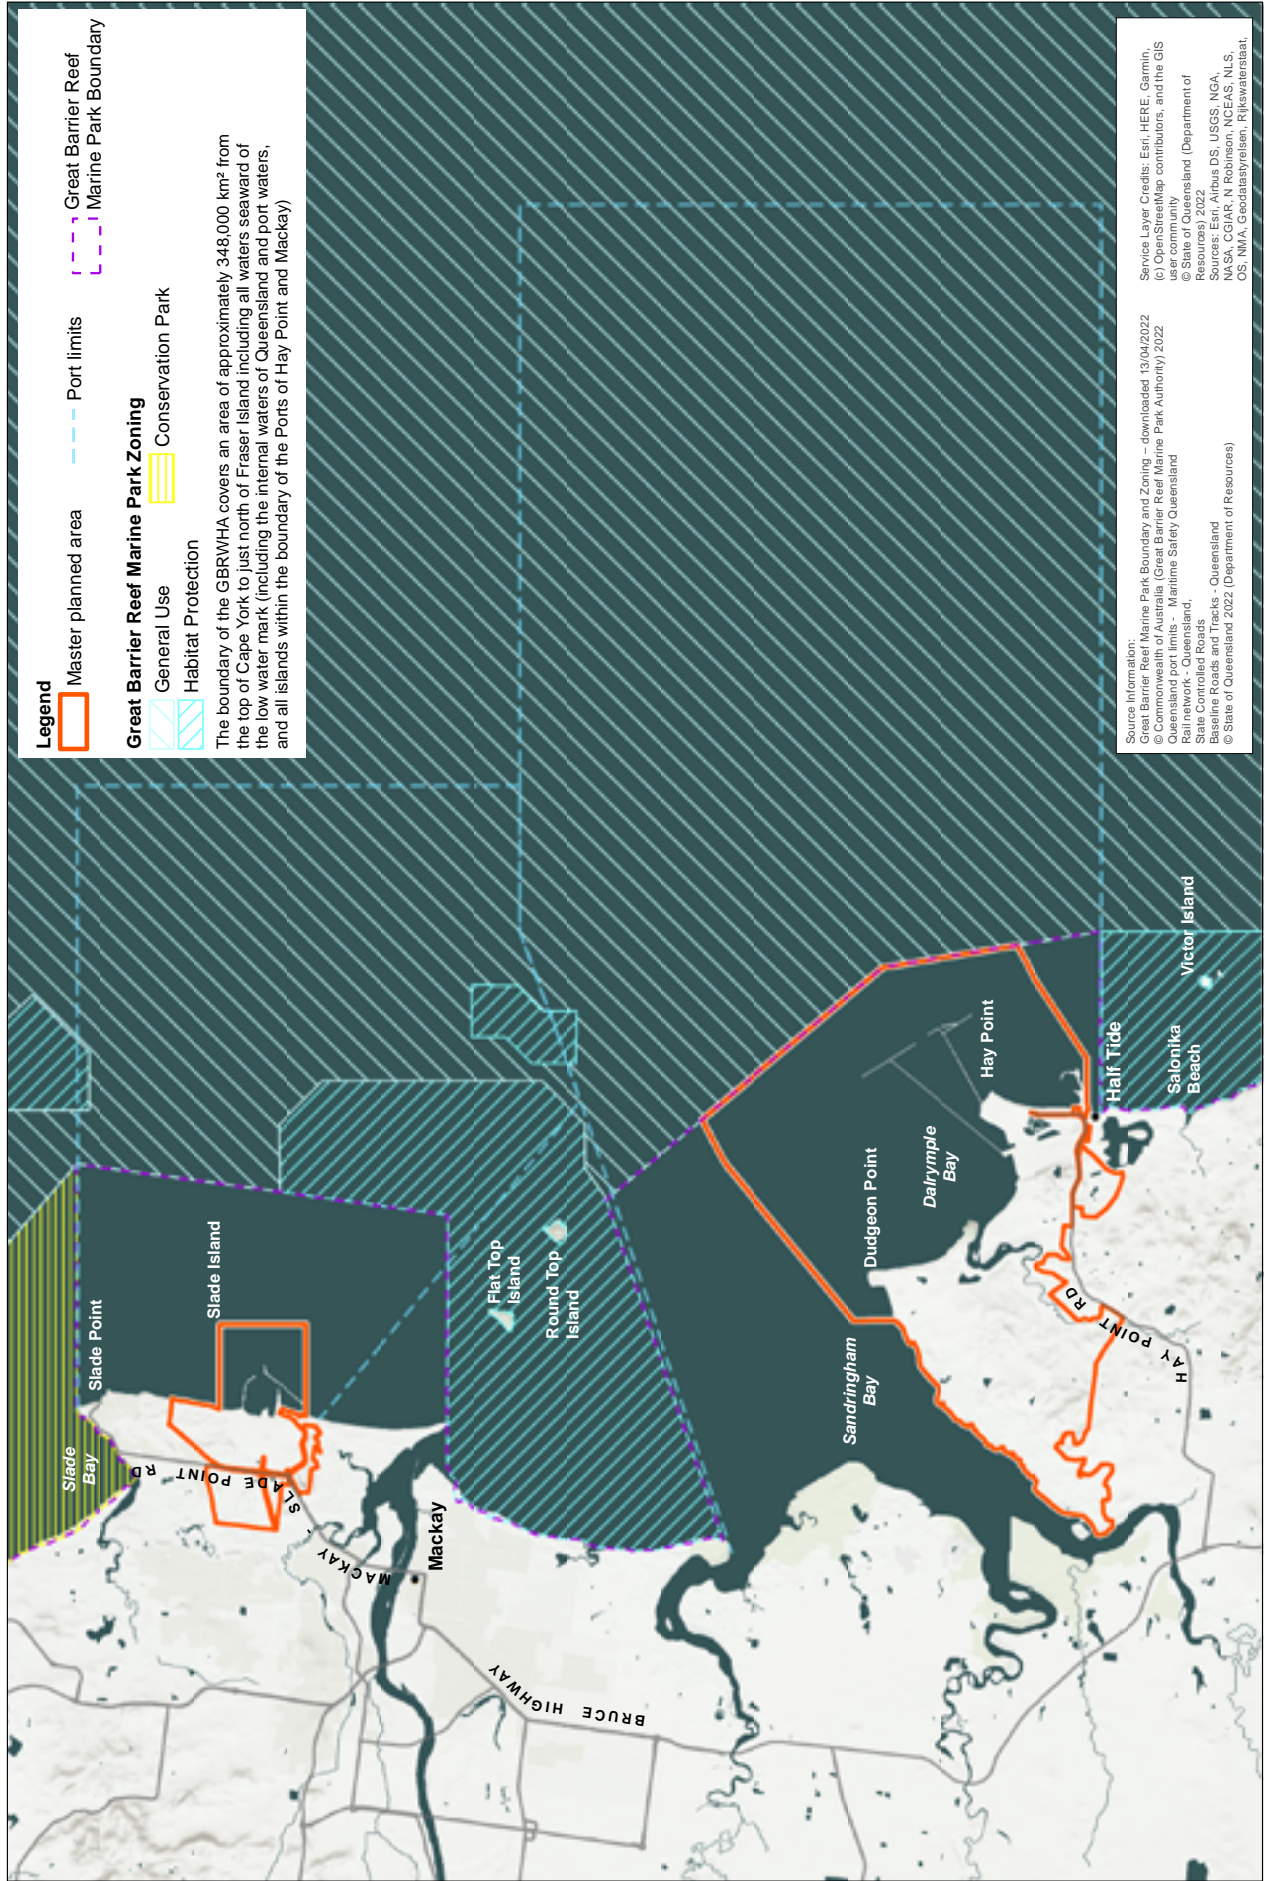 Legend
Master planned area
Port limits
Great Barrier Reef
Marine Park Boundary
Great Barrier Reef Marine Park Zoning
General Use
Conservation Park
Habitat Protection
The boundary of the GBRWHA covers an area of approximately 348,000 km² from
the top of Cape York to just north of Fraser Island including all waters seaward of
the low water mark (including the internal waters of Queensland and port waters,
and all islands within the boundary of the Ports of Hay Point and Mackay)
Slade
Bay
Slade Point
Slade Island
MACKAY - SLADE POINT RD
Mackay
Flat Top
Island
Round Top
Island
BRUCE HIGHWAY
Sandringham
Bay
Dudgeon Point
Dalrymple
Bay
Hay Point
HAY POINT RD
Half Tide
Salonika
Beach
Victor Island
Source Information:
Great Barrier Reef Marine Park Boundary and Zoning – downloaded 13/04/2022
© Commonwealth of Australia (Great Barrier Reef Marine Park Authority) 2022
Queensland port limits - Maritime Safety Queensland
Rail network - Queensland,
State Controlled Roads
Baseline Roads and Tracks - Queensland
© State of Queensland 2022 (Department of Resources)
Service Layer Credits: Esri, HERE, Garmin,
(c) OpenStreetMap contributors, and the GIS
user community
© State of Queensland (Department of
Resources) 2022
Sources: Esri, Airbus DS, USGS, NGA,
NASA, CGIAR, N Robinson, NCEAS, NLS,
OS, NMA, Geodatastyrelsen, Rijkswaterstaat,